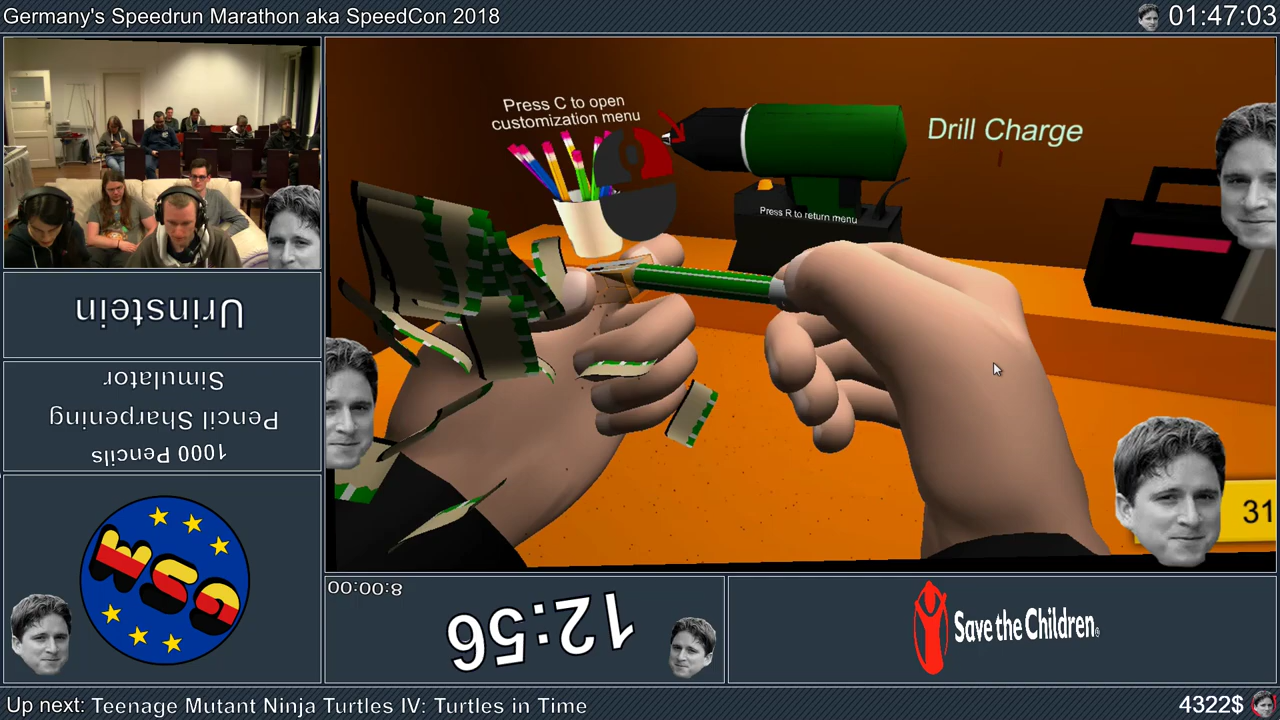 Germany's Speedrun Marathon aka SpeedCon 2018
01:47:03
Press C to open
customization menu
Drill Charge
Press R to return menu
31
Urinstein
1000 Pencils
Pencil Sharpening
Simulator
GSM
8:00:00
12:56
Save the Children®
Up next: Teenage Mutant Ninja Turtles IV: Turtles in Time
4322$